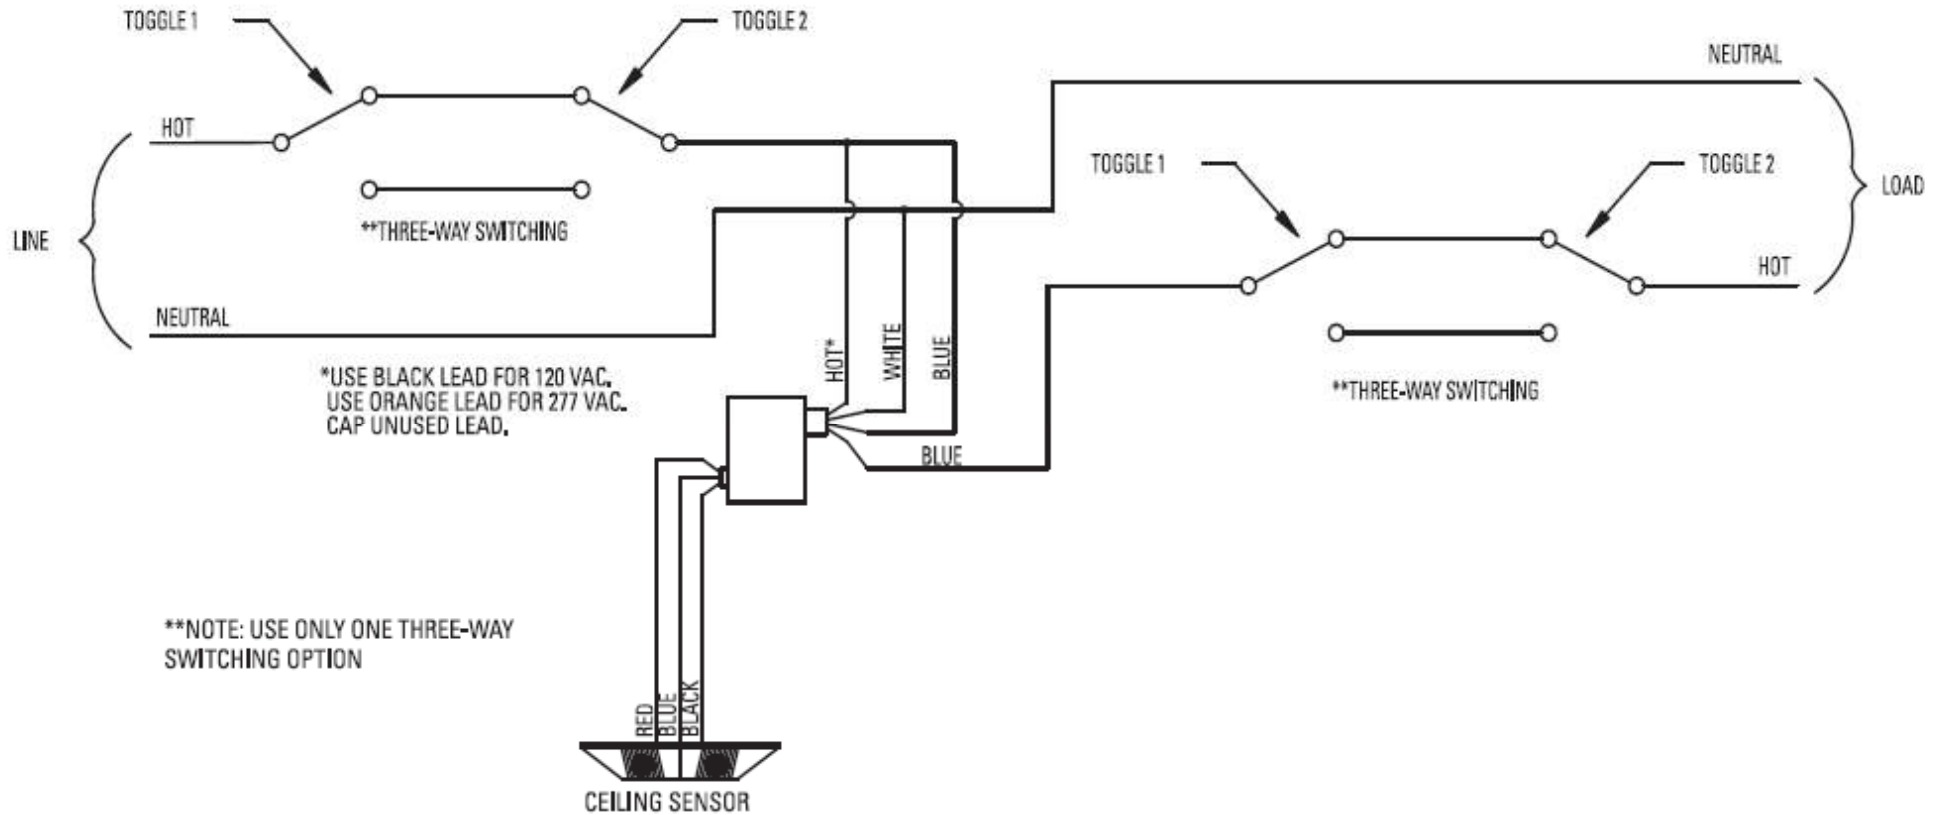 TOGGLE 1
TOGGLE 2
NEUTRAL
HOT
TOGGLE 1
TOGGLE 2
LOAD
LINE
**THREE-WAY SWITCHING
HOT
NEUTRAL
HOT*
WHITE
BLUE
*USE BLACK LEAD FOR 120 VAC.
USE ORANGE LEAD FOR 277 VAC.
CAP UNUSED LEAD.
**THREE-WAY SWITCHING
BLUE
**NOTE: USE ONLY ONE THREE-WAY
SWITCHING OPTION
RED
BLUE
BLACK
CEILING SENSOR